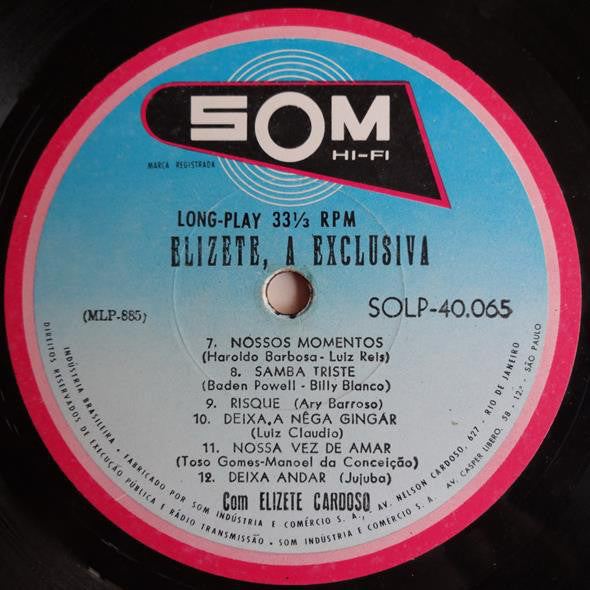 SOM
HI-FI
MARCA REGISTRADA
LONG-PLAY 33⅓ RPM
ELIZETE, A EXCLUSIVA
(MLP-885)
SOLP-40.065
7. NOSSOS MOMENTOS
(Haroldo Barbosa - Luiz Reis)
8. SAMBA TRISTE
(Baden Powell - Billy Blanco)
9. RISQUE (Ary Barroso)
10. DEIXA A NÊGA GINGÁR
(Luiz Claudio)
11. NOSSA VEZ DE AMAR
(Toso Gomes-Manoel da Conceição)
12. DEIXA ANDAR (Jujuba)
Com ELIZETE CARDOSO
INDÚSTRIA BRASILEIRA • FABRICADO POR SOM INDÚSTRIA E COMÉRCIO S. A., AV. NELSON CARDOSO, 627 - RIO DE JANEIRO
DIREITOS RESERVADOS DE EXECUÇÃO PÚBLICA E RÁDIO TRANSMISSÃO. • SOM INDÚSTRIA E COMÉRCIO S. A. AV. CASPER LIBERO, 58 - 12.° - SÃO PAULO